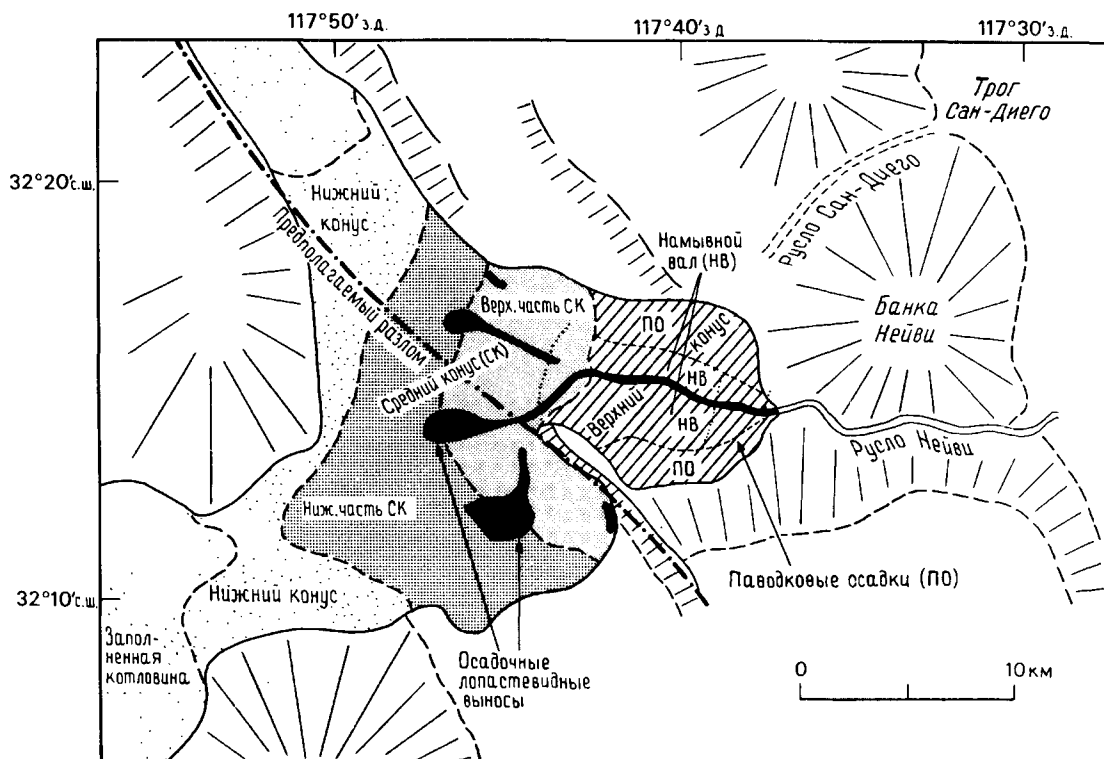 117°50′з.д.
117°40′з.д
117°30′з.д.
Трог
Сан-Диего
32°20′с.ш.
Нижний
конус
Русло Сан-Диего
Намывной
вал (НВ)
Предполагаемый разлом
Верх. часть СК
Банка
Нейви
ПО
конус
Средний конус (СК)
НВ
Верхний
НВ
Русло Нейви
ПО
Ниж. часть СК
Паводковые осадки (ПО)
32°10′с.ш.
Нижний конус
Запол-
ненная
котловина
Осадочные
лопастевидные
выносы
0 10 км